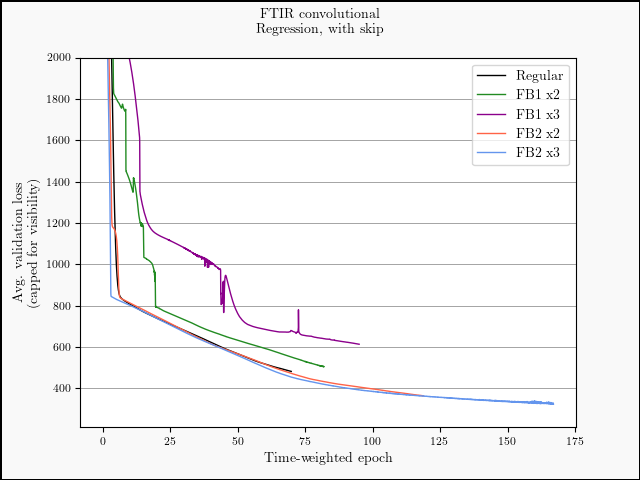 FTIR convolutional
Regression, with skip
2000
1800
1600
1400
1200
1000
800
600
400
Avg. validation loss
(capped for visibility)
Regular
FB1 x2
FB1 x3
FB2 x2
FB2 x3
0 25 50 75 100 125 150 175
Time-weighted epoch